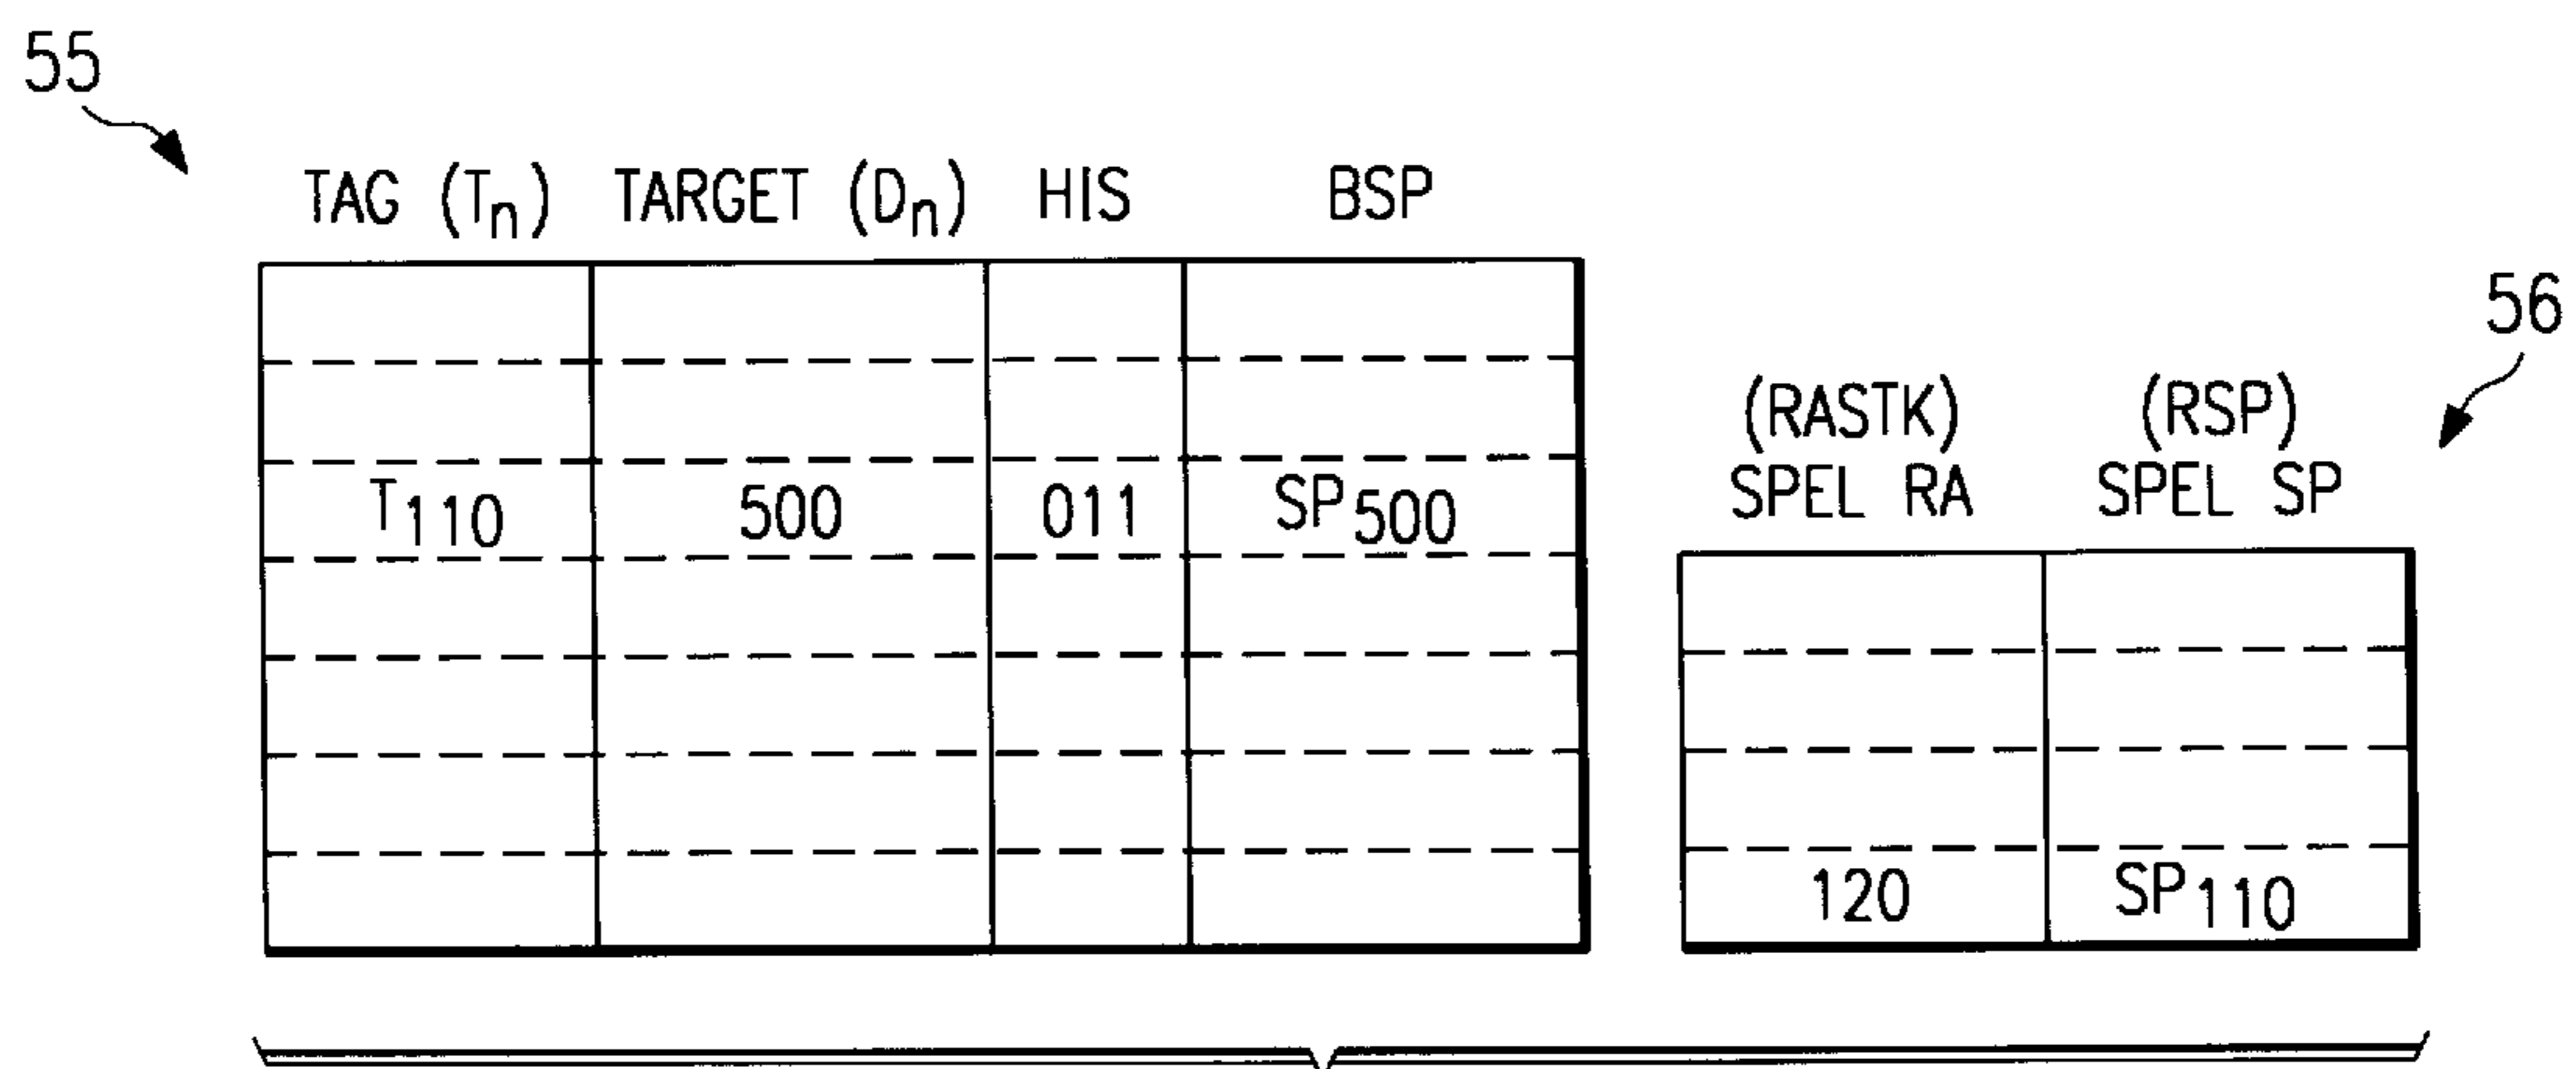 55
TAG (Tn) TARGET (Dn) HIS BSP
T110 500 011 SP500
56
(RASTK) (RSP)
SPEL RA SPEL SP
120 SP110